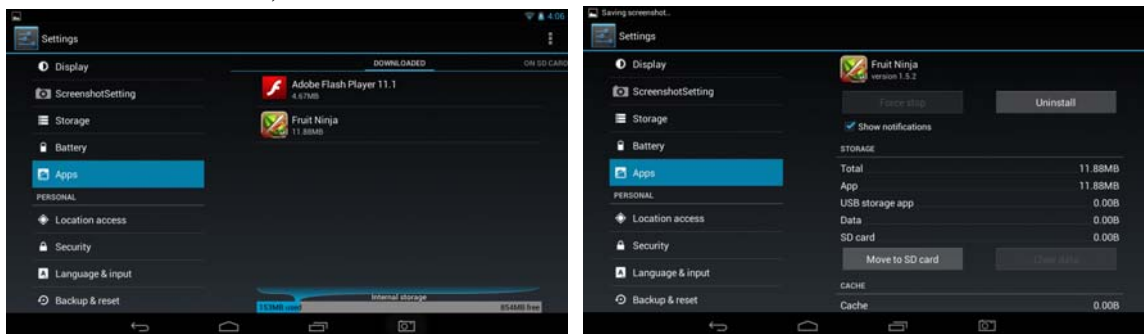 4:06
Settings
Display
ScreenshotSetting
Storage
Battery
Apps
PERSONAL
Location access
Security
Language & input
Backup & reset
DOWNLOADED
ON SD CARD
Adobe Flash Player 11.1
4.67MB
Fruit Ninja
11.88MB
Internal storage
153MB used
854MB free
Saving screenshot..
Settings
Display
ScreenshotSetting
Storage
Battery
Apps
PERSONAL
Location access
Security
Language & input
Backup & reset
Fruit Ninja
version 1.5.2
Force stop
Uninstall
Show notifications
STORAGE
Total 11.88MB
App 11.88MB
USB storage app 0.00B
Data 0.00B
SD card 0.00B
Move to SD card
Clear data
CACHE
Cache 0.00B